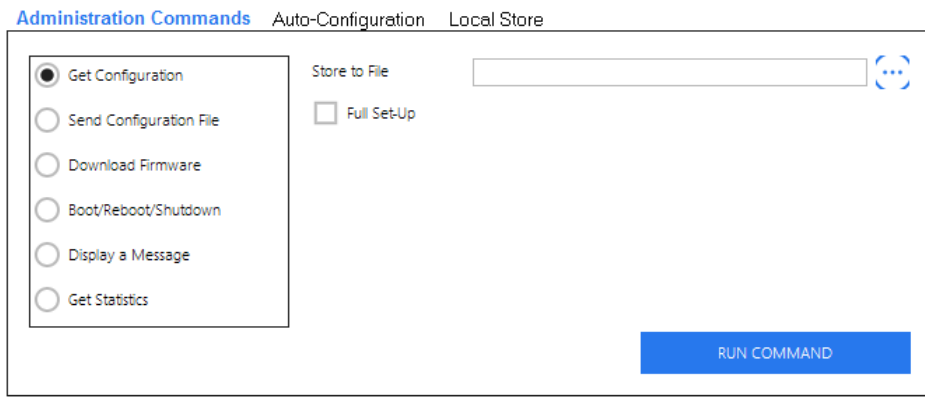 Administration Commands Auto-Configuration Local Store
Get Configuration
Store to File
Full Set-Up
Send Configuration File
Download Firmware
Boot/Reboot/Shutdown
Display a Message
Get Statistics
RUN COMMAND